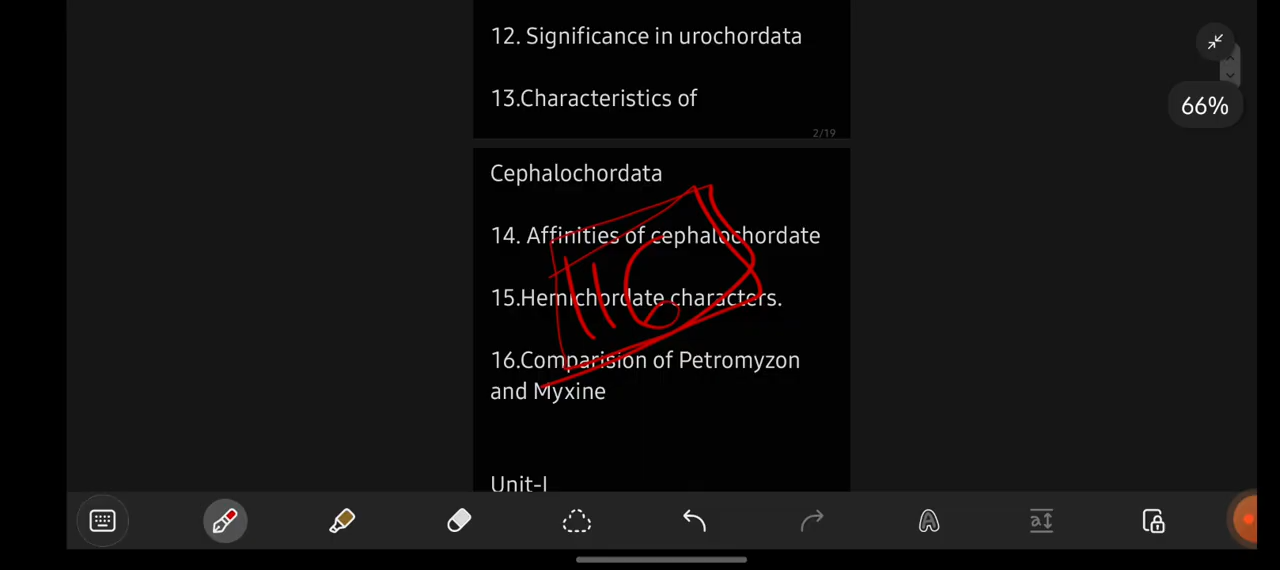 12. Significance in urochordata
13.Characteristics of
2/19
66%
Cephalochordata
14. Affinities of cephalochordate
15.Hemichordate characters.
116
16.Comparision of Petromyzon
and Myxine
Unit-I